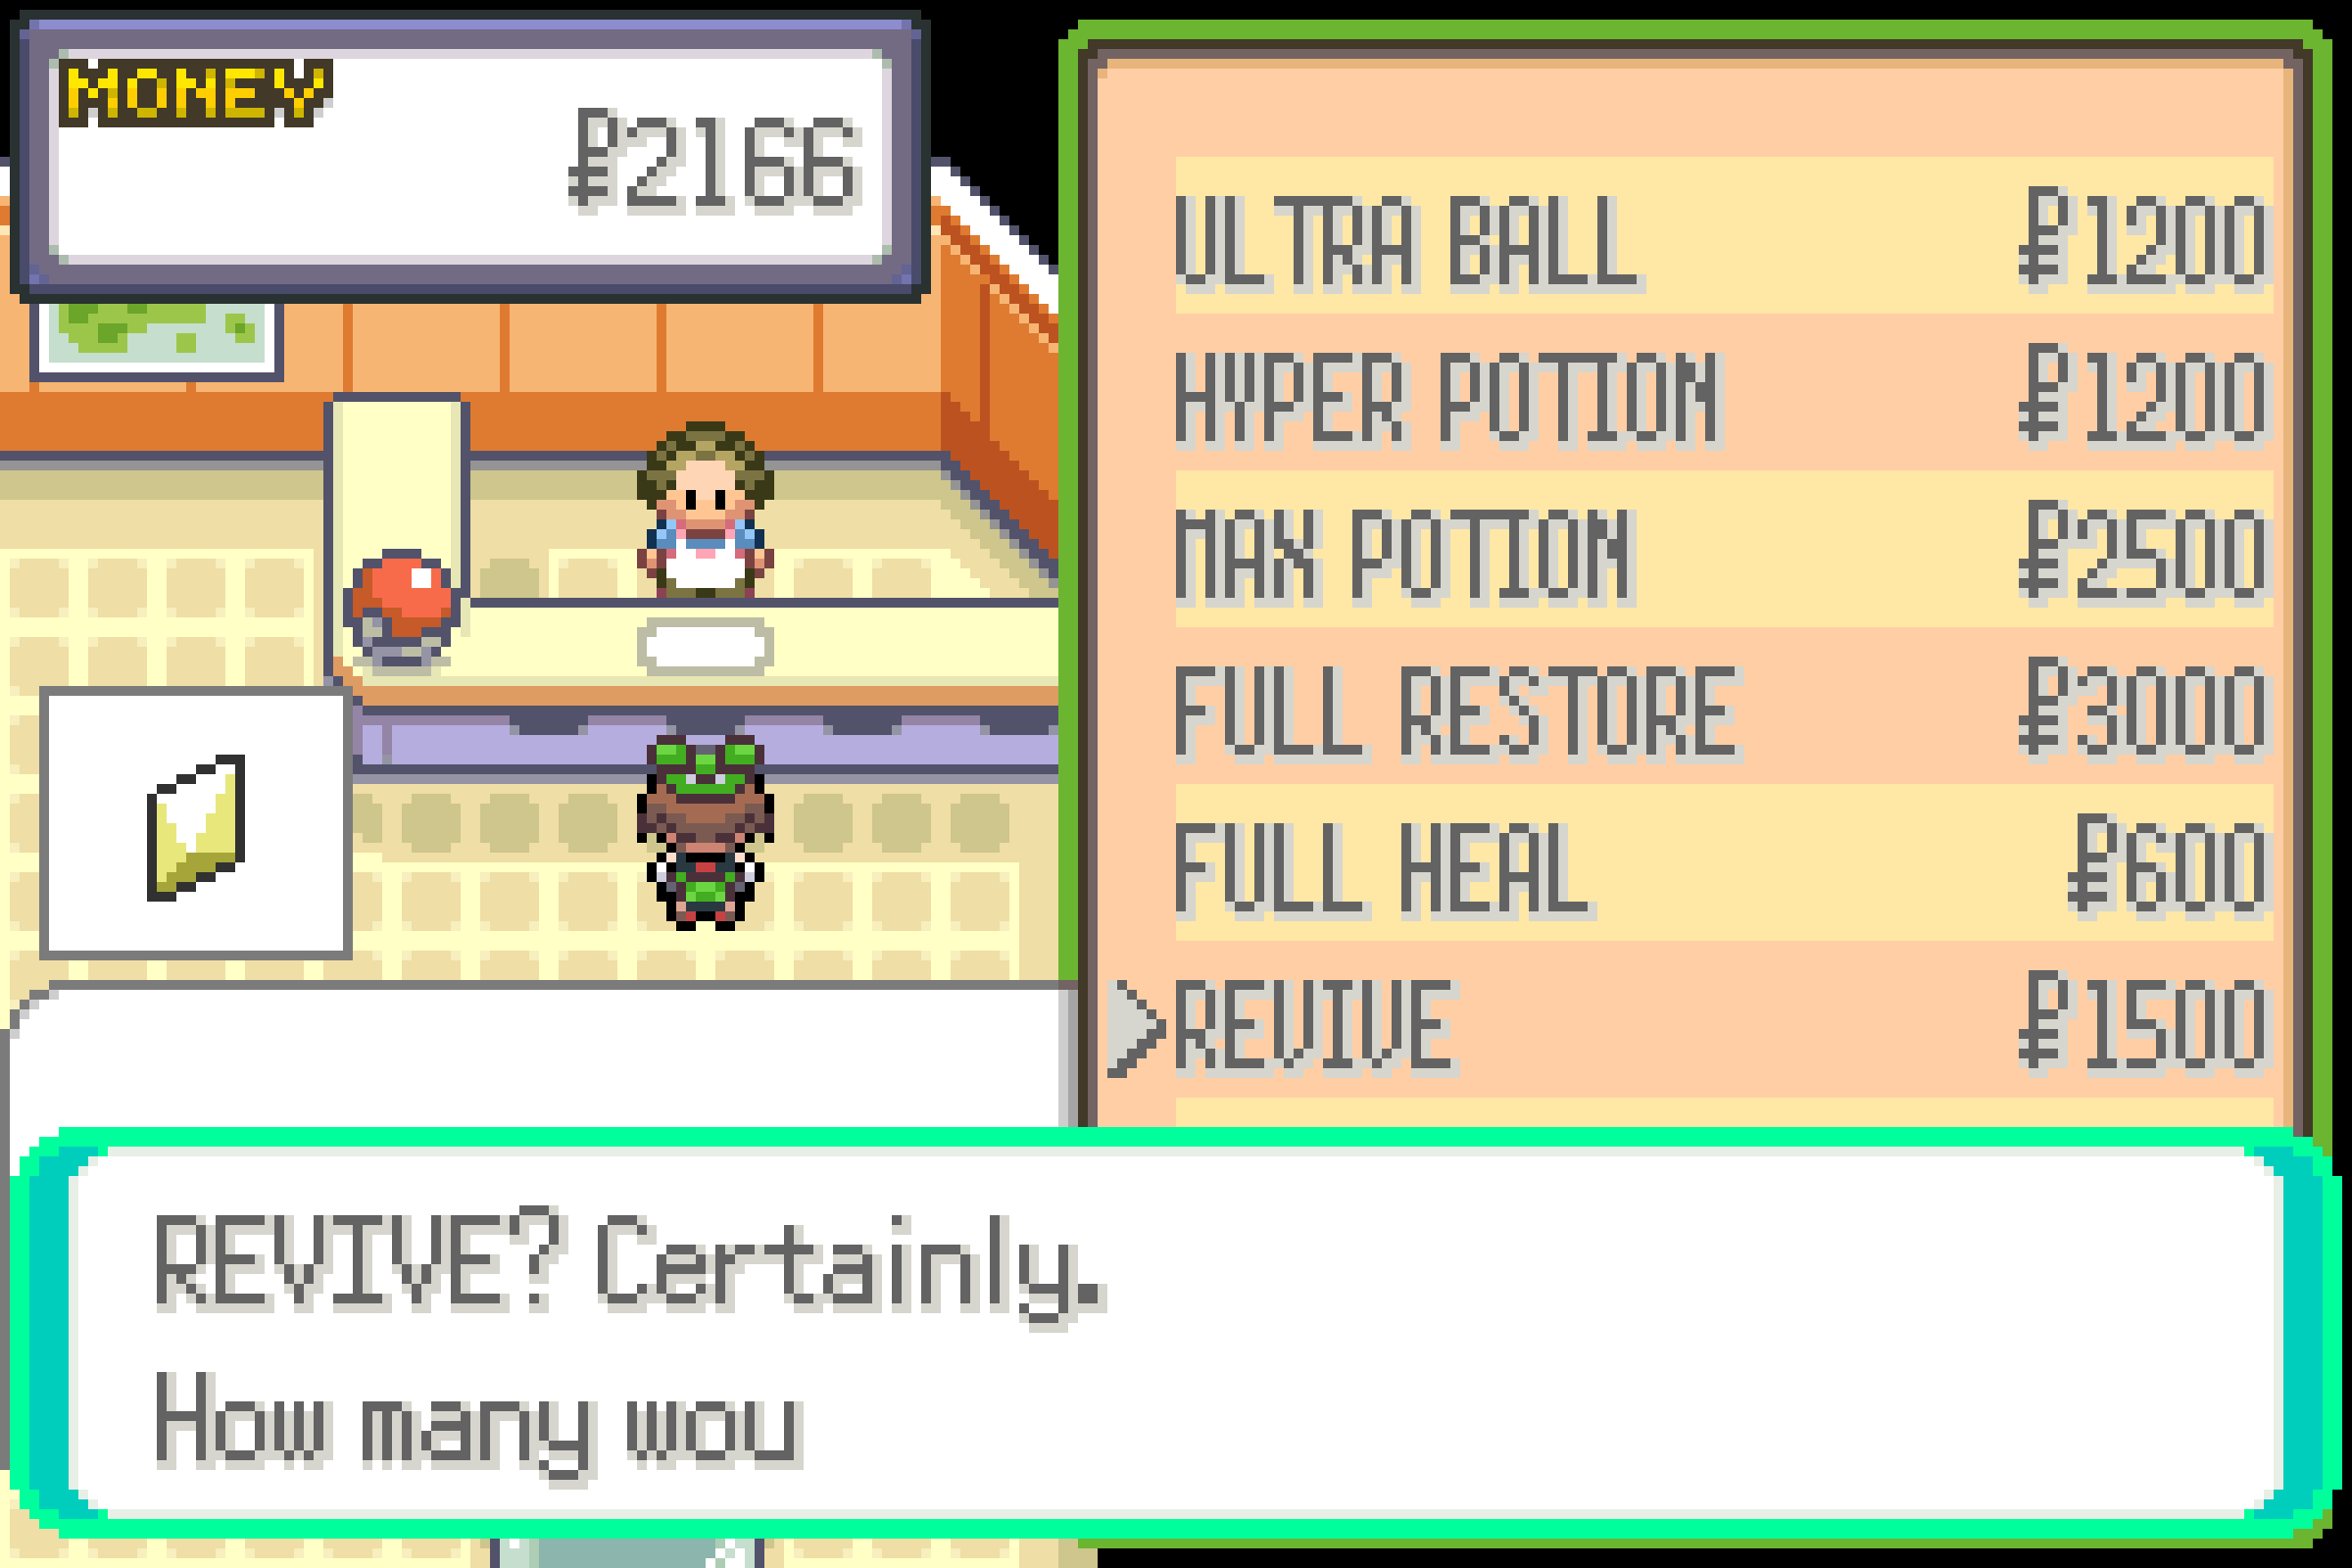 MONEY
₽2166
ULTRA BALL ₽1200
HYPER POTION ₽1200
MAX POTION ₽2500
FULL RESTORE ₽3000
FULL HEAL ₽600
REVIVE ₽1500
REVIVE? Certainly.
How many wou